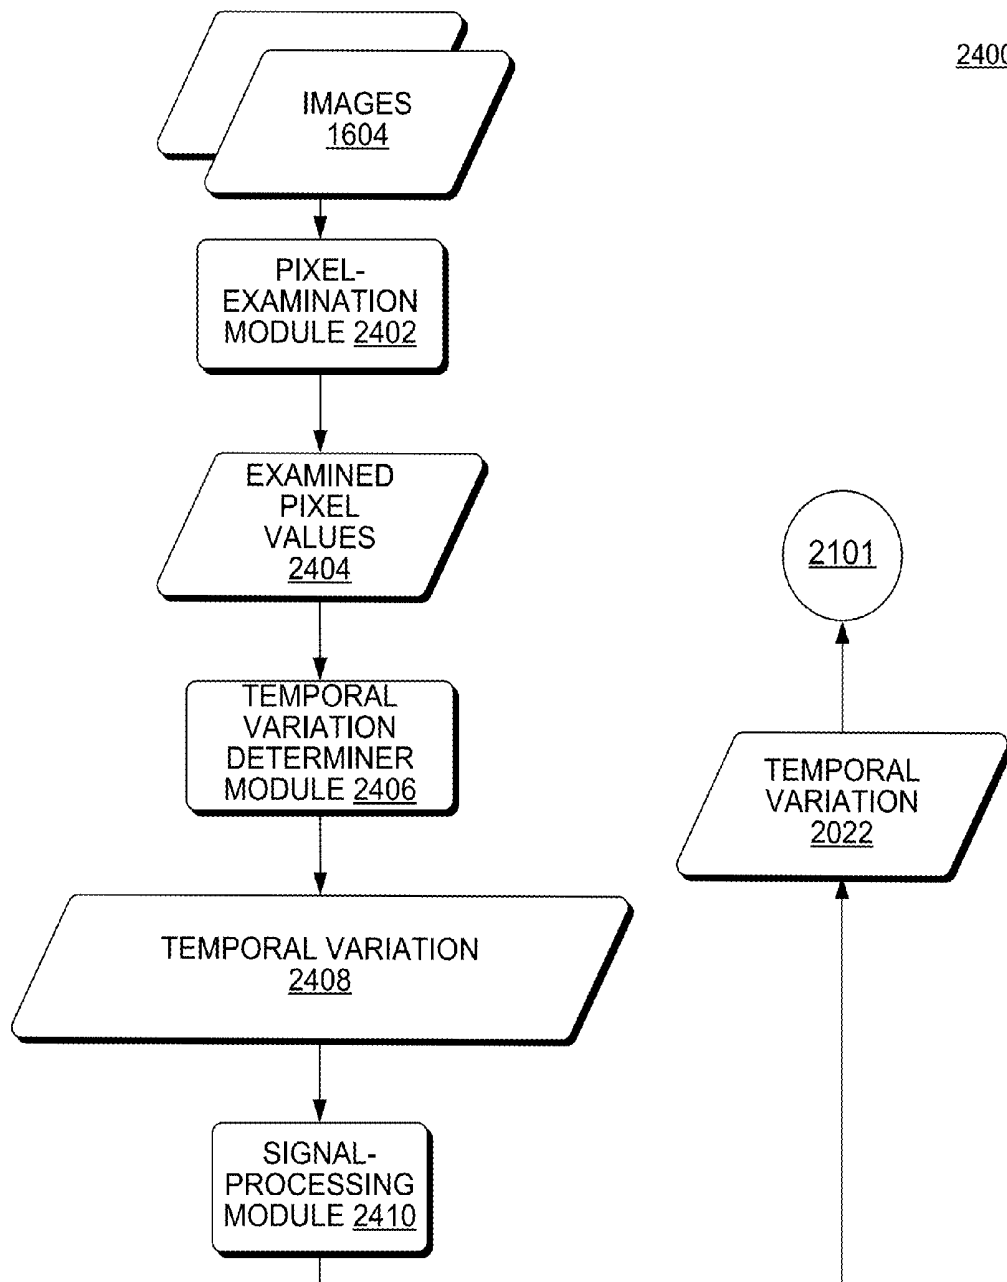 2400
IMAGES
1604
PIXEL-
EXAMINATION
MODULE 2402
EXAMINED
PIXEL
VALUES
2404
2101
TEMPORAL
VARIATION
DETERMINER
MODULE 2406
TEMPORAL
VARIATION
2022
TEMPORAL VARIATION
2408
SIGNAL-
PROCESSING
MODULE 2410